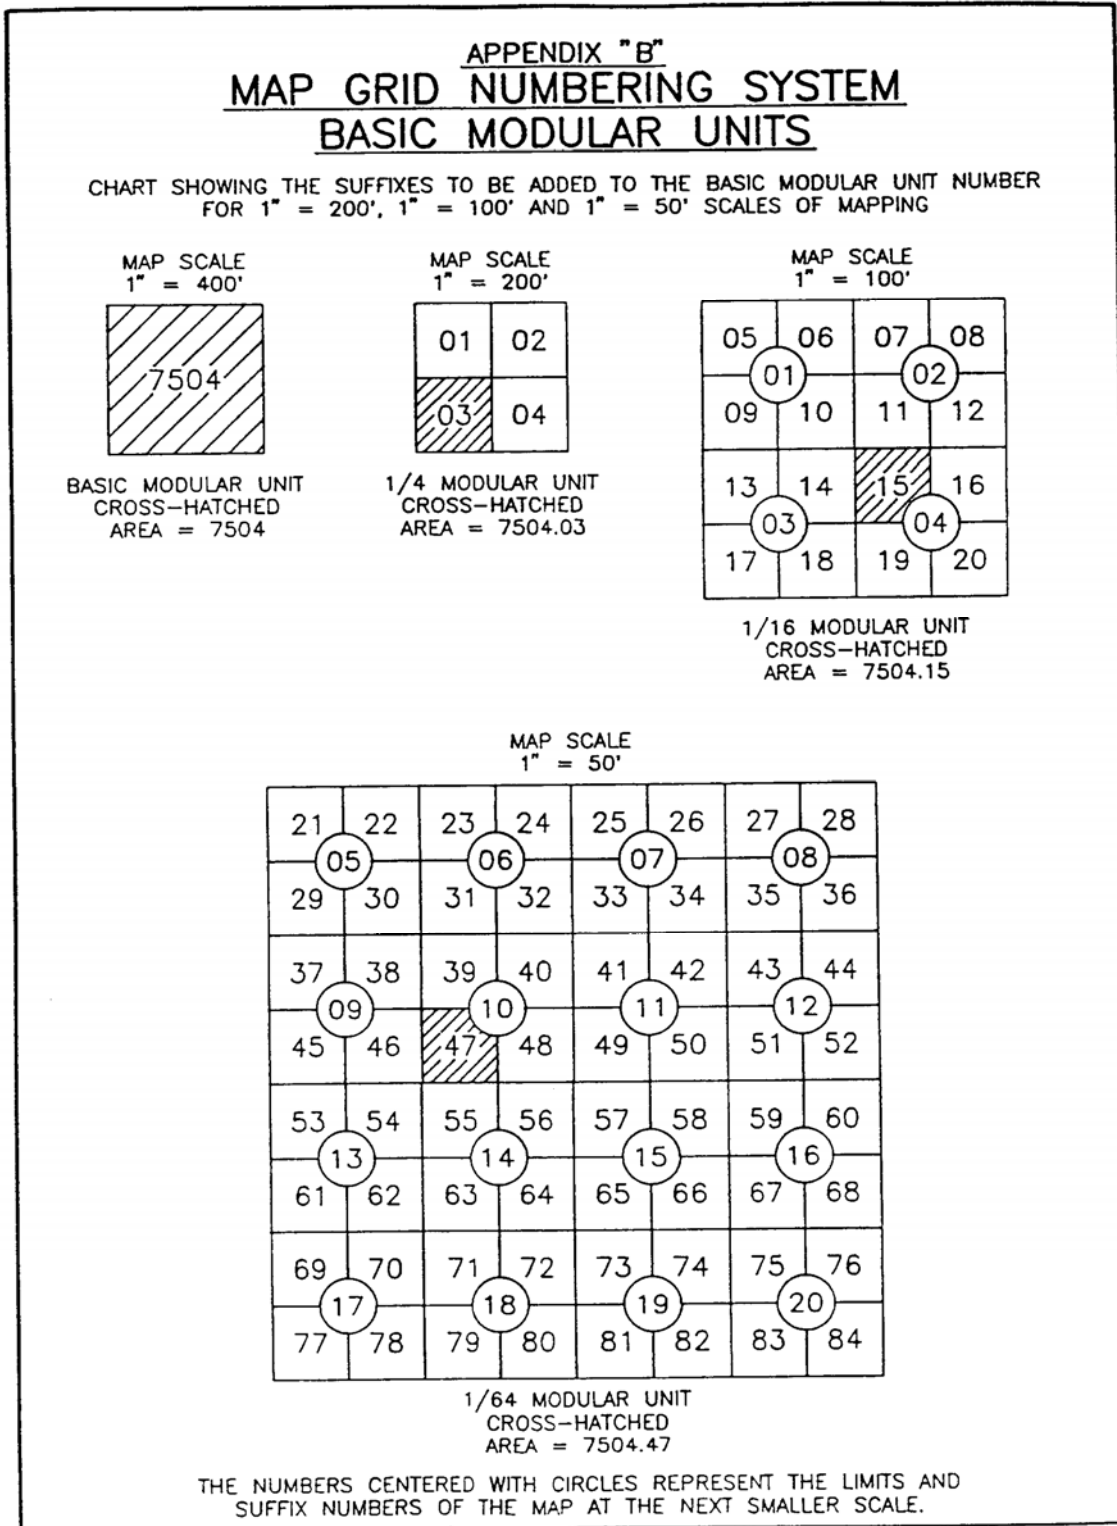 APPENDIX "B"
MAP GRID NUMBERING SYSTEM
BASIC MODULAR UNITS
CHART SHOWING THE SUFFIXES TO BE ADDED TO THE BASIC MODULAR UNIT NUMBER
FOR 1" = 200', 1" = 100' AND 1" = 50' SCALES OF MAPPING
MAP SCALE
1" = 400'
7504
BASIC MODULAR UNIT
CROSS-HATCHED
AREA = 7504
MAP SCALE
1" = 200'
01 02
03 04
1/4 MODULAR UNIT
CROSS-HATCHED
AREA = 7504.03
MAP SCALE
1" = 100'
05 06 07 08
01 02
09 10 11 12
13 14 15 16
03 04
17 18 19 20
1/16 MODULAR UNIT
CROSS-HATCHED
AREA = 7504.15
MAP SCALE
1" = 50'
21 22 23 24 25 26 27 28
05 06 07 08
29 30 31 32 33 34 35 36
37 38 39 40 41 42 43 44
09 10 11 12
45 46 47 48 49 50 51 52
53 54 55 56 57 58 59 60
13 14 15 16
61 62 63 64 65 66 67 68
69 70 71 72 73 74 75 76
17 18 19 20
77 78 79 80 81 82 83 84
1/64 MODULAR UNIT
CROSS-HATCHED
AREA = 7504.47
THE NUMBERS CENTERED WITH CIRCLES REPRESENT THE LIMITS AND
SUFFIX NUMBERS OF THE MAP AT THE NEXT SMALLER SCALE.